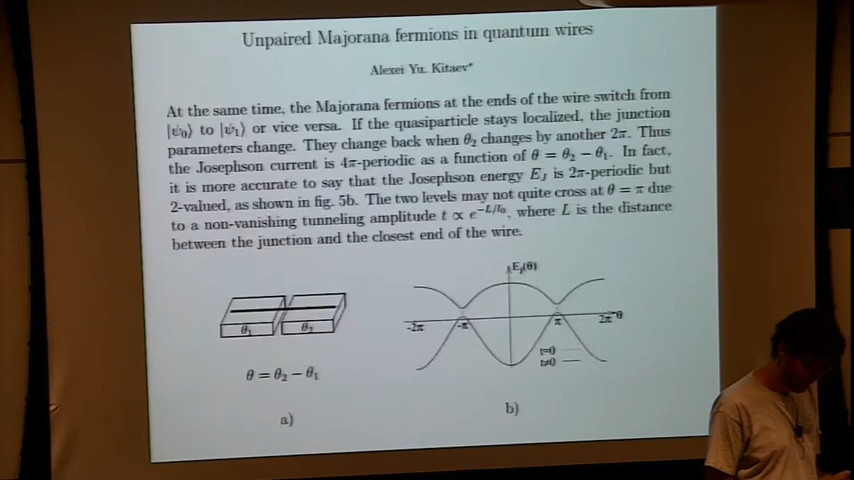 Unpaired Majorana fermions in quantum wires
Alexei Yu. Kitaev*
At the same time, the Majorana fermions at the ends of the wire switch from
|ψ₀⟩ to |ψ₁⟩ or vice versa. If the quasiparticle stays localized, the junction
parameters change. They change back when θ₂ changes by another 2π. Thus
the Josephson current is 4π-periodic as a function of θ = θ₂ − θ₁. In fact,
it is more accurate to say that the Josephson energy E_J is 2π-periodic but
2-valued, as shown in fig. 5b. The two levels may not quite cross at θ = π due
to a non-vanishing tunneling amplitude t ∝ e^{−L/l₀}, where L is the distance
between the junction and the closest end of the wire.
E_J(θ)
θ₁ θ₂
-2π -π π 2π θ
t=0
t≠0
θ = θ₂ − θ₁
a) b)